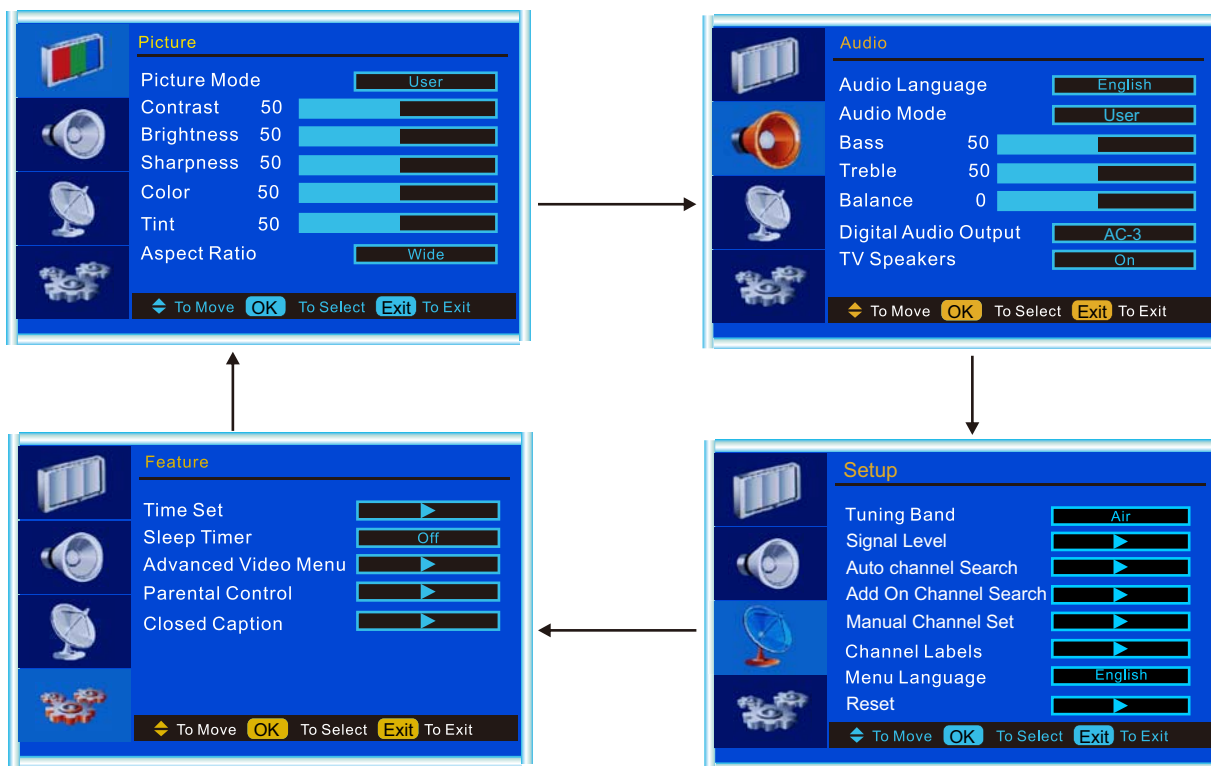 Picture
Picture Mode User
Contrast 50
Brightness 50
Sharpness 50
Color 50
Tint 50
Aspect Ratio Wide
To Move OK To Select Exit To Exit
Audio
Audio Language English
Audio Mode User
Bass 50
Treble 50
Balance 0
Digital Audio Output AC-3
TV Speakers On
To Move OK To Select Exit To Exit
Feature
Time Set
Sleep Timer Off
Advanced Video Menu
Parental Control
Closed Caption
To Move OK To Select Exit To Exit
Setup
Tuning Band Air
Signal Level
Auto channel Search
Add On Channel Search
Manual Channel Set
Channel Labels
Menu Language English
Reset
To Move OK To Select Exit To Exit